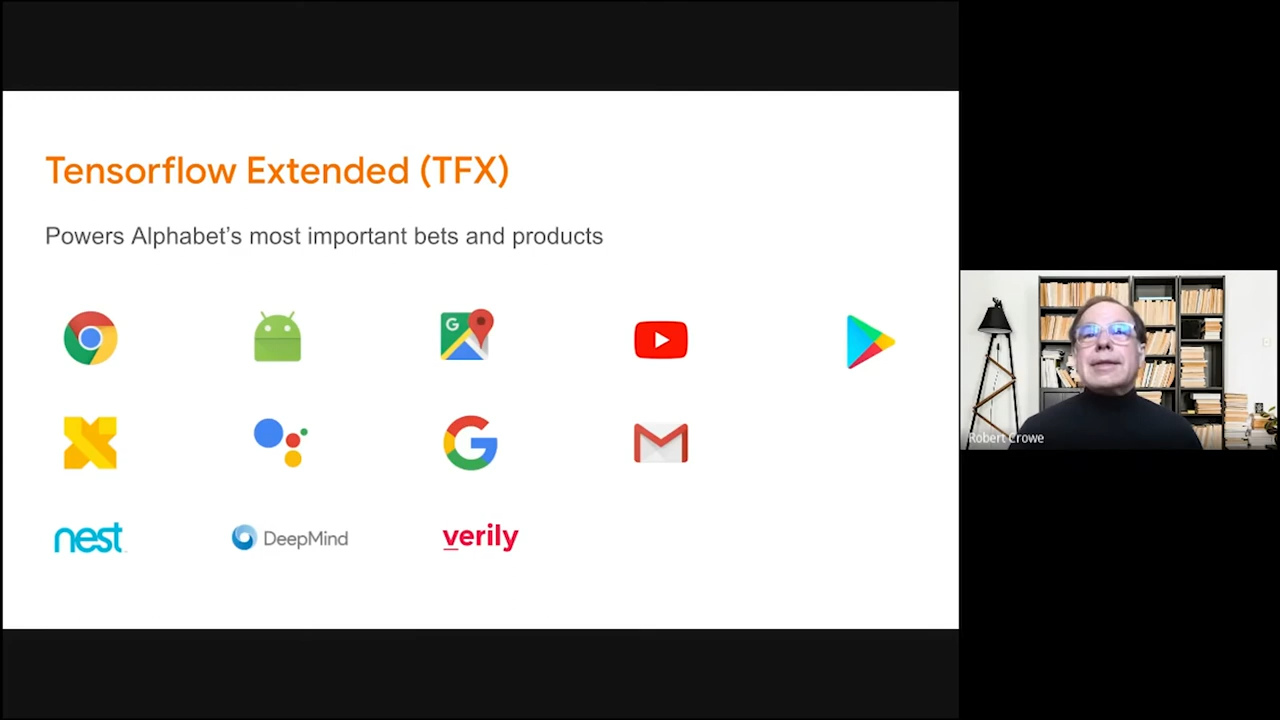 Tensorflow Extended (TFX)
Powers Alphabet's most important bets and products
G
nest
DeepMind
verily
Robert Crowe